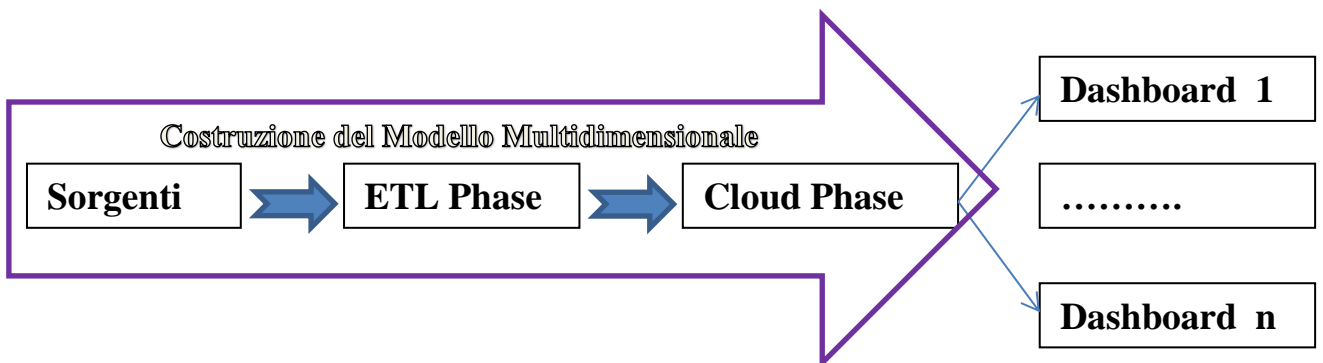 Costruzione del Modello Multidimensionale
Sorgenti
ETL Phase
Cloud Phase
Dashboard 1
..........
Dashboard n